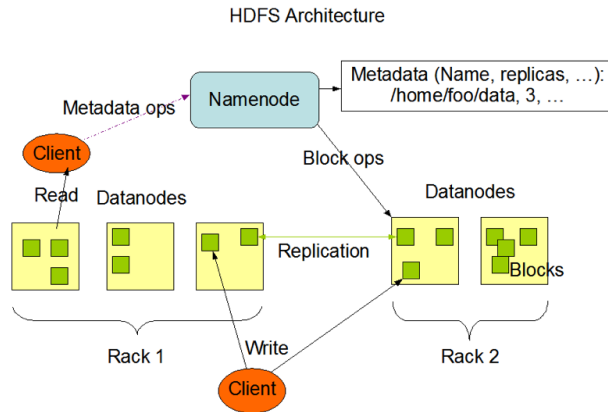 HDFS Architecture
Metadata (Name, replicas, …):
/home/foo/data, 3, …
Namenode
Metadata ops
Client
Block ops
Read
Datanodes
Datanodes
Replication
Blocks
Rack 1
Write
Rack 2
Client